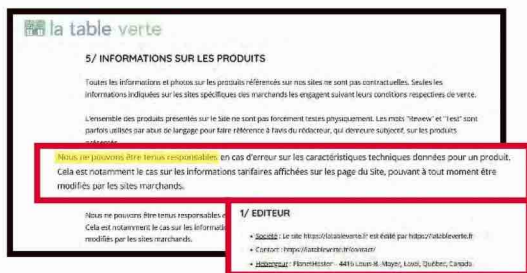 la table verte
5/ INFORMATIONS SUR LES PRODUITS
Toutes les informations et photos sur les produits référencés sur nos sites ne sont pas contractuelles. Seules les
informations indiquées sur les sites spécifiques des marchands les engagent suivant leurs conditions respectives de vente.
L'ensemble des produits présentés sur le Site ne sont pas forcément testés physiquement. Les mots "Review" et "Test" sont
parfois utilisés par abus de langage pour faire référence à l'avis du rédacteur, qui demeure subjectif, sur les produits
Nous ne pouvons être tenus responsables en cas d'erreur sur les caractéristiques techniques données pour un produit.
Cela est notamment le cas sur les informations tarifaires affichées sur les page du Site, pouvant à tout moment être
modifiés par les sites marchands.
Nous ne pouvons être tenus responsables e
Cela est notamment le cas sur les informati
modifiés par les sites marchands.
1/ EDITEUR
• Société : Le site https://latableverte.fr est édité par https://latableverte.fr
• Contact : https://latableverte.fr/contact/
• Hébergeur : PlanetHoster - 4416 Louis-B.-Mayer, Laval, Québec, Canada